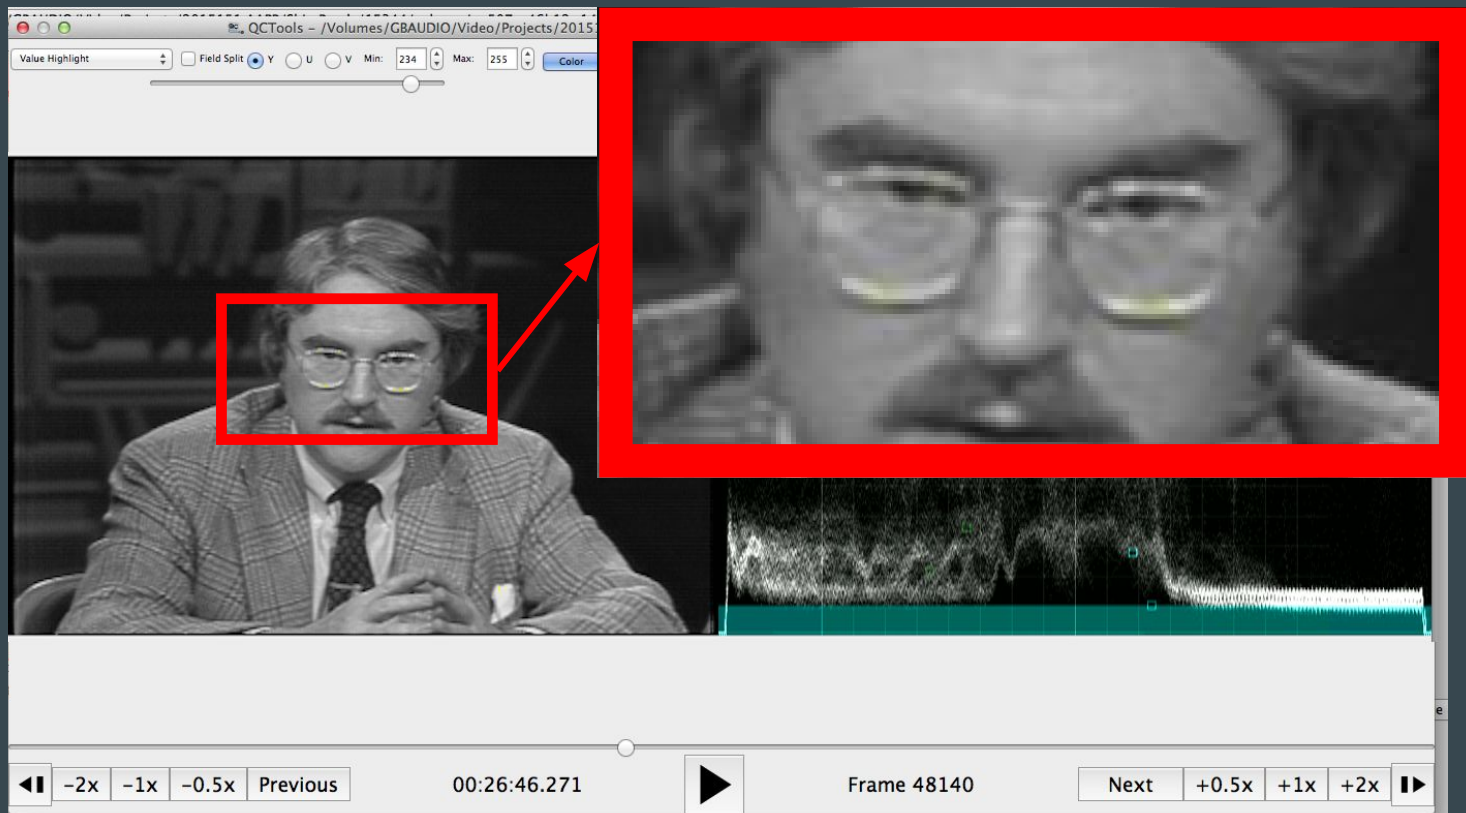 QCTools - /Volumes/GBAUDIO/Video/Projects/2015
Value Highlight Field Split Y U V Min: 234 Max: 255 Color
e
-2x -1x -0.5x Previous 00:26:46.271 Frame 48140 Next +0.5x +1x +2x